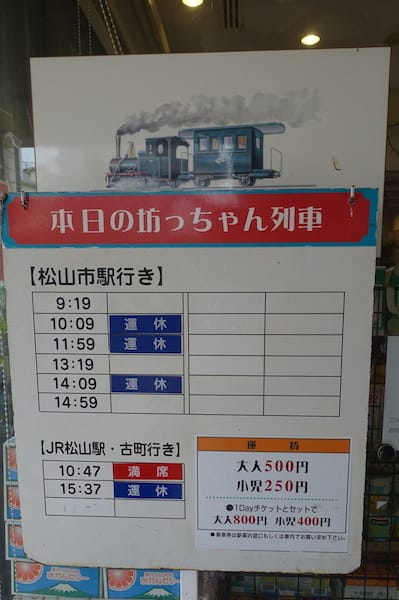 本日の坊っちゃん列車
【松山市駅行き】
9:19
10:09 運休
11:59 運休
13:19
14:09 運休
14:59
【JR松山駅・古町行き】
10:47 満席
15:37 運休
運賃
大人500円
小児250円
●1Dayチケットとセットで
大人800円 小児400円